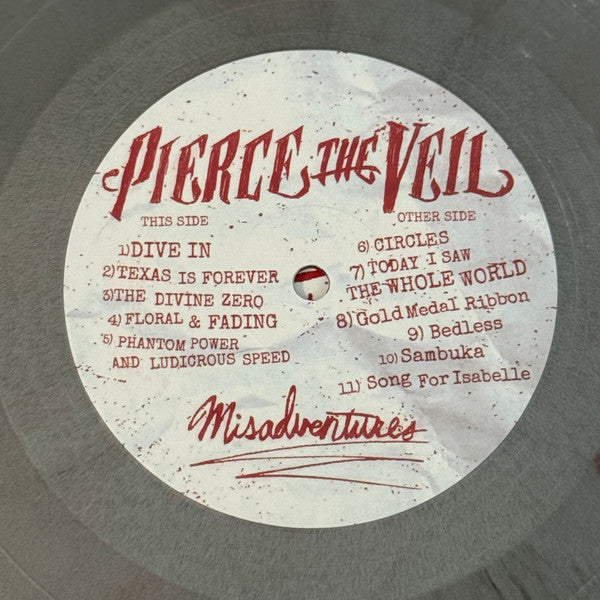 PIERCE THE VEIL
THIS SIDE
1) DIVE IN
2) TEXAS IS FOREVER
3) THE DIVINE ZERO
4) FLORAL & FADING
5) PHANTOM POWER
AND LUDICROUS SPEED
OTHER SIDE
6) CIRCLES
7) TODAY I SAW
THE WHOLE WORLD
8) Gold Medal Ribbon
9) Bedless
10) Sambuka
11) Song For Isabelle
Misadventures